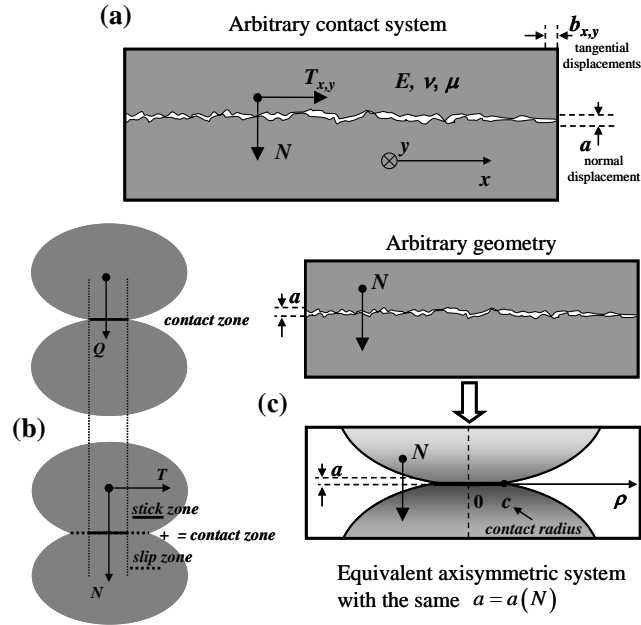 (a)
Arbitrary contact system
b_{x,y}
tangential
displacements
T_{x,y}
E, ν, μ
N
y
x
a
normal
displacement
Q
contact zone
(b)
T
stick zone
+ = contact zone
slip zone
N
Arbitrary geometry
a
N
(c)
N
a
0
c
ρ
contact radius
Equivalent axisymmetric system
with the same a = a(N)